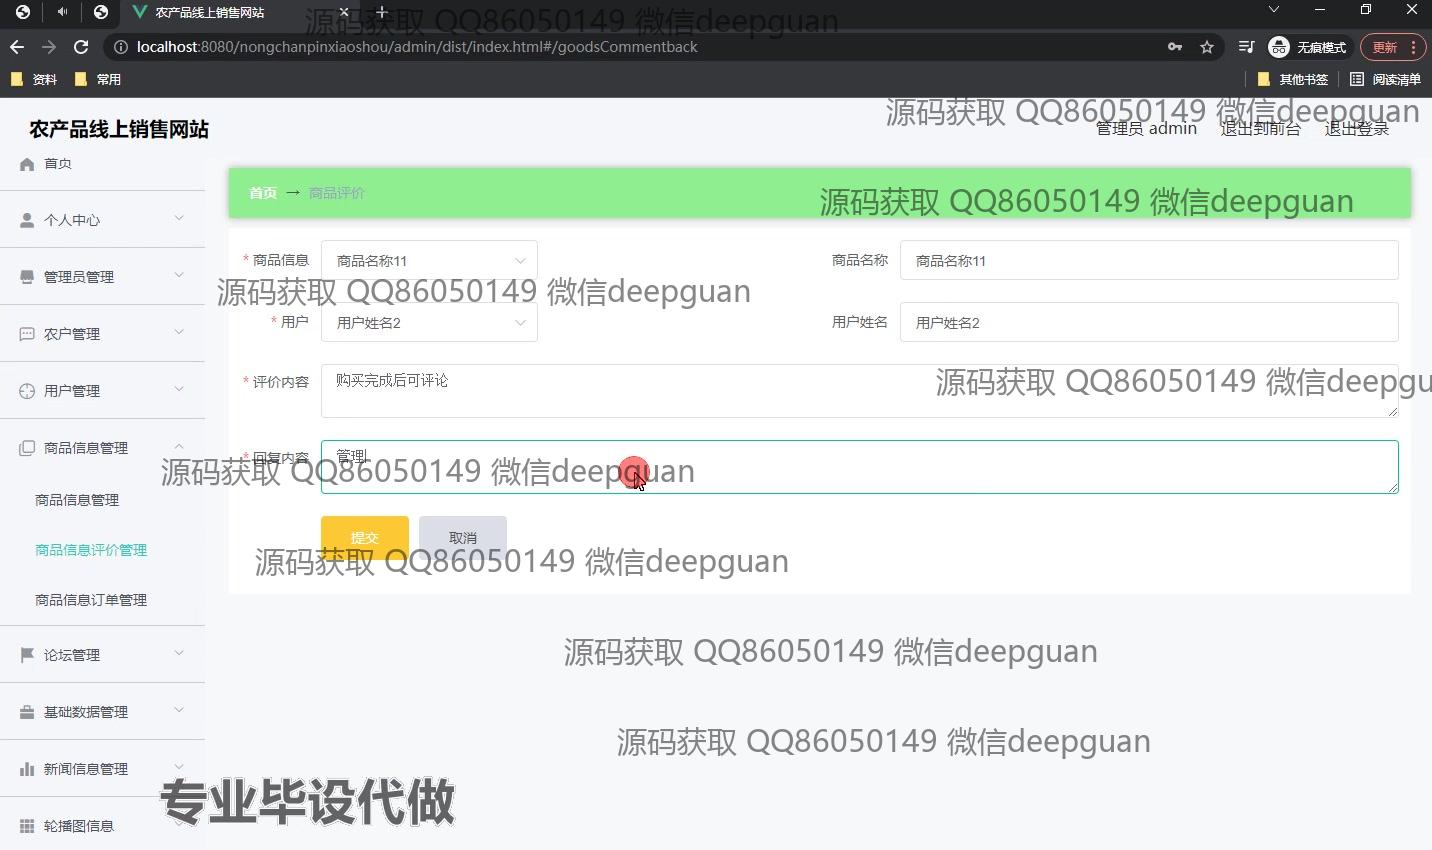 农产品线上销售网站
源码获取 QQ86050149 微信deepguan
localhost:8080/nongchanpinxiaoshou/admin/dist/index.html#/goodsCommentback
无痕模式
更新
资料
常用
其他书签
阅读清单
农产品线上销售网站
源码获取 QQ86050149 微信deepguan
管理员 admin
退出到前台
退出登录
首页
个人中心
管理员管理
农户管理
用户管理
商品信息管理
商品信息管理
商品信息评价管理
商品信息订单管理
论坛管理
基础数据管理
新闻信息管理
轮播图信息
首页 → 商品评价
源码获取 QQ86050149 微信deepguan
* 商品信息
商品名称11
商品名称
商品名称11
源码获取 QQ86050149 微信deepguan
* 用户
用户姓名2
用户姓名
用户姓名2
* 评价内容
购买完成后可评论
源码获取 QQ86050149 微信deepgu
* 回复内容
管理
源码获取 QQ86050149 微信deepguan
提交
取消
源码获取 QQ86050149 微信deepguan
源码获取 QQ86050149 微信deepguan
源码获取 QQ86050149 微信deepguan
专业毕设代做